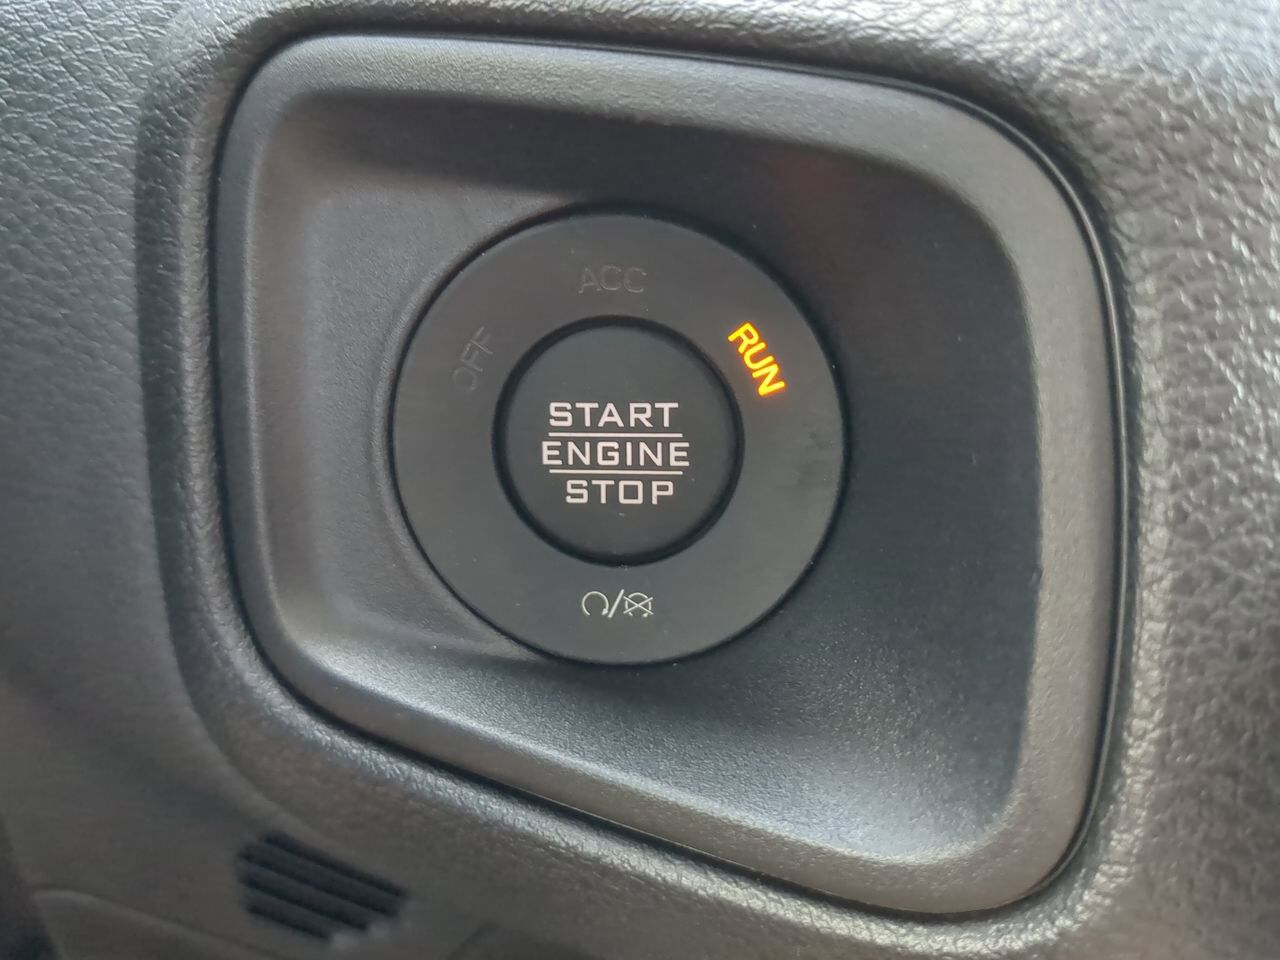 ACC
OFF
RUN
START
ENGINE
STOP